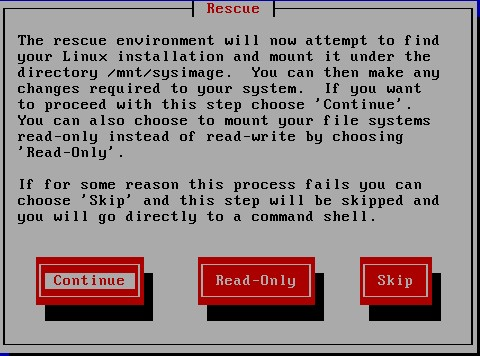 Rescue
The rescue environment will now attempt to find
your Linux installation and mount it under the
directory /mnt/sysimage.  You can then make any
changes required to your system.  If you want
to proceed with this step choose 'Continue'.
You can also choose to mount your file systems
read-only instead of read-write by choosing
'Read-Only'.
If for some reason this process fails you can
choose 'Skip' and this step will be skipped and
you will go directly to a command shell.
Continue Read-Only Skip